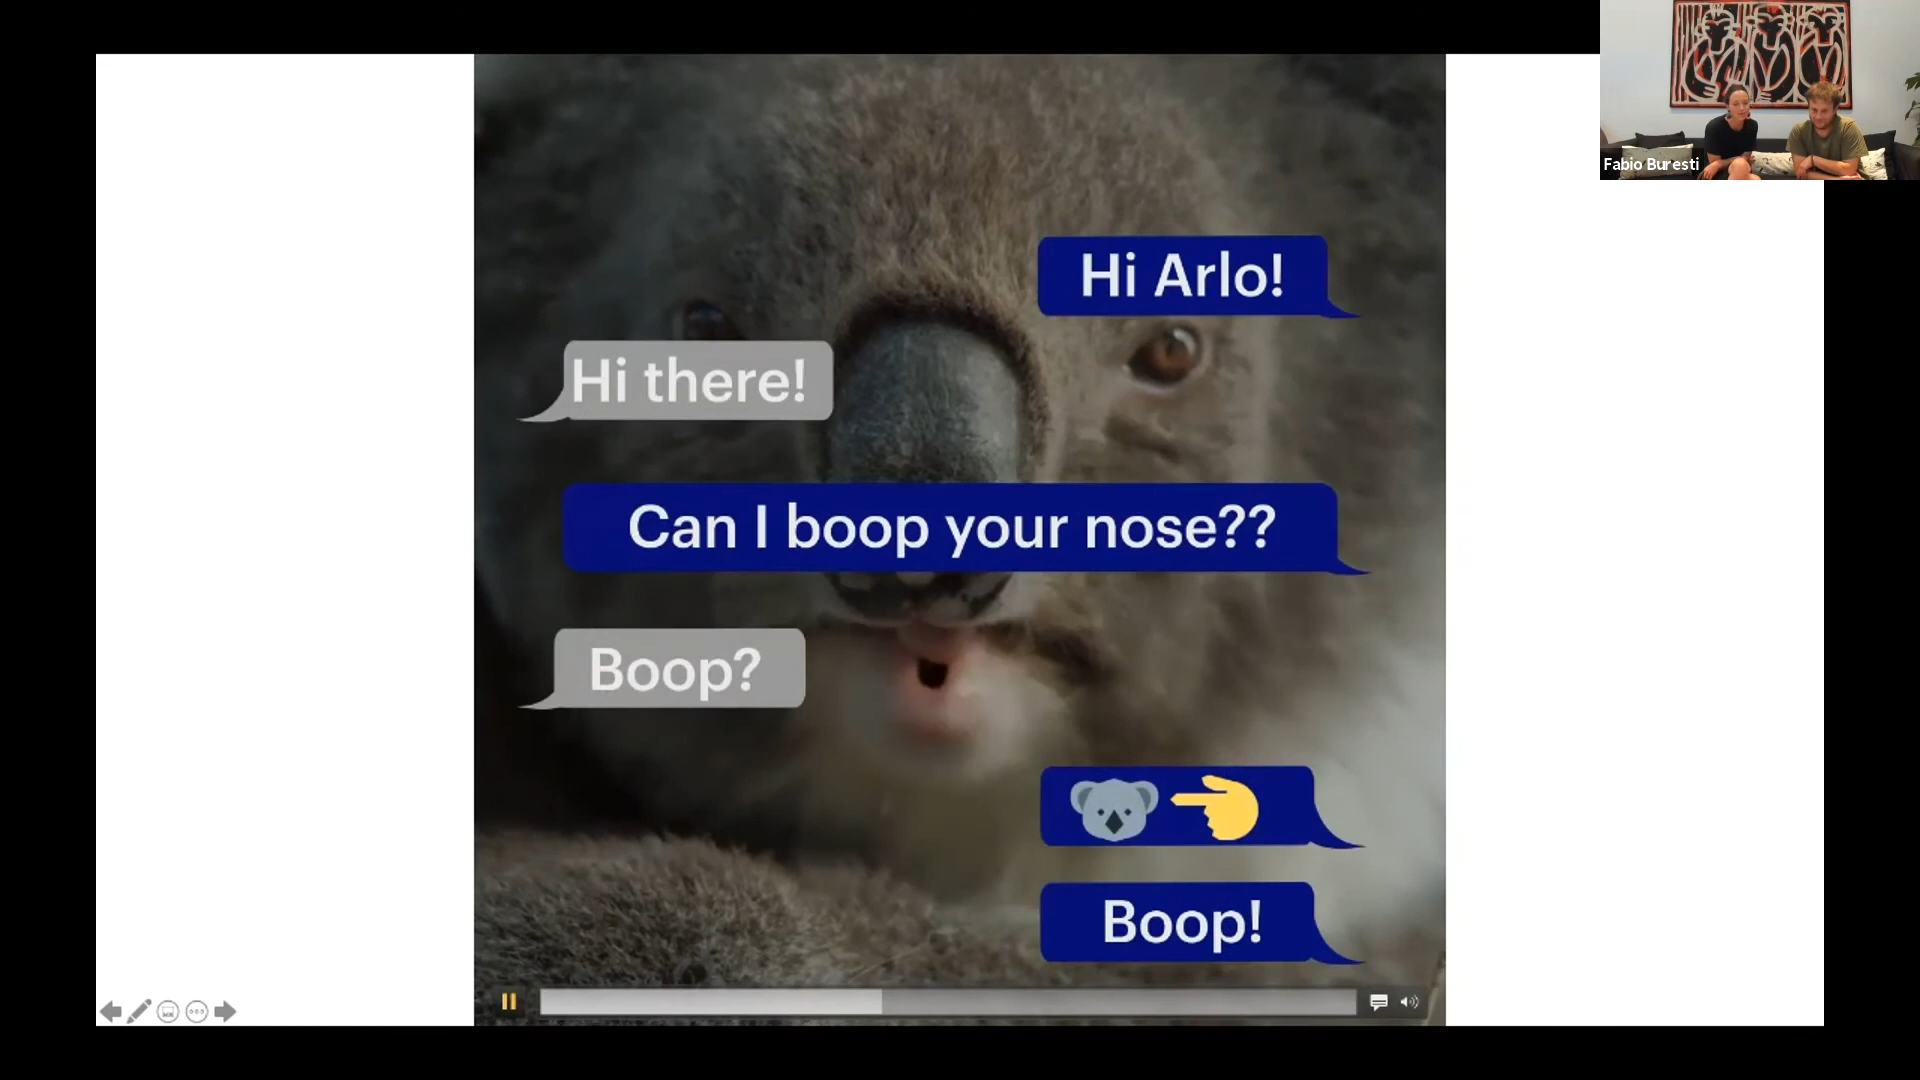 Hi Arlo!
Hi there!
Can I boop your nose??
Boop?
Boop!
Fabio Buresti